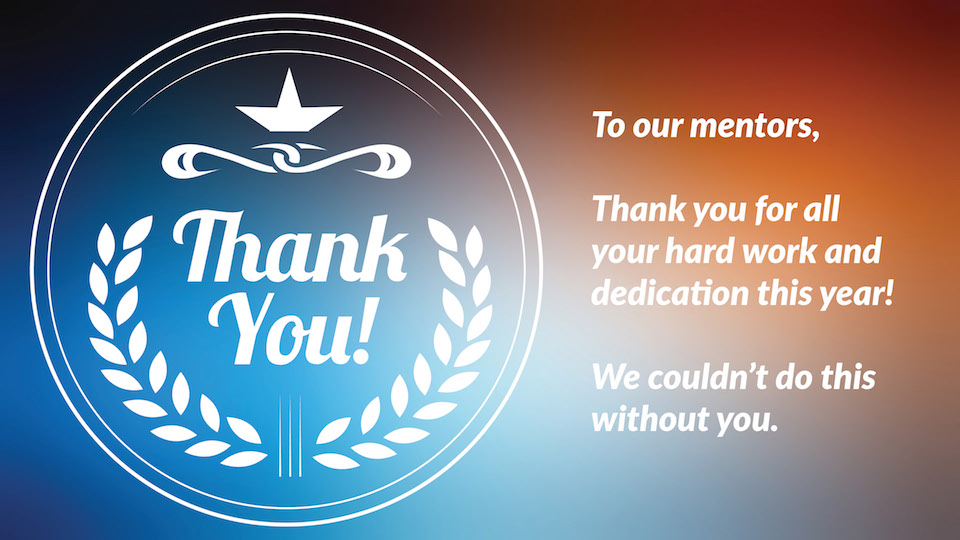 Thank
You!
To our mentors,
Thank you for all
your hard work and
dedication this year!
We couldn’t do this
without you.